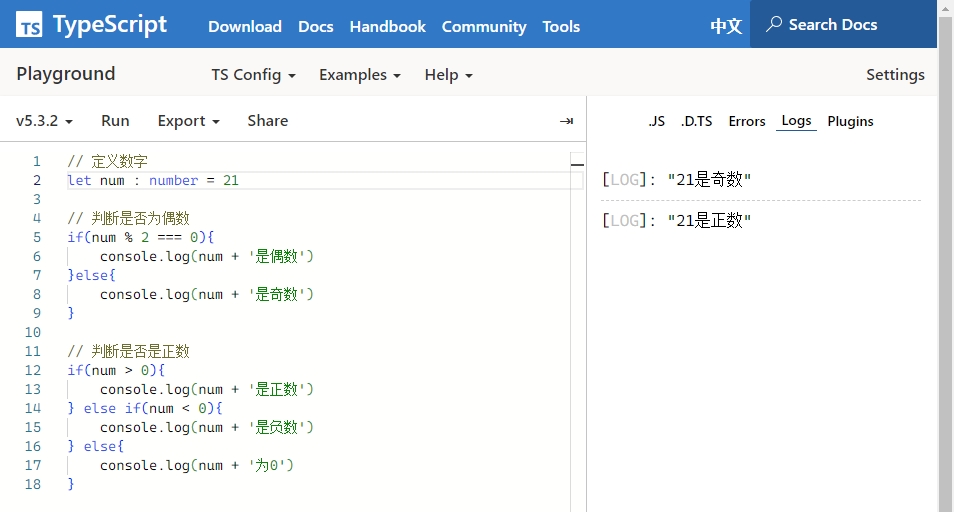 TS TypeScript Download Docs Handbook Community Tools 中文 Search Docs
Playground TS Config Examples Help Settings
v5.3.2 Run Export Share
.JS .D.TS Errors Logs Plugins
1 // 定义数字
2 let num : number = 21
3
4 // 判断是否为偶数
5 if(num % 2 === 0){
6 console.log(num + '是偶数')
7 }else{
8 console.log(num + '是奇数')
9 }
10
11 // 判断是否是正数
12 if(num > 0){
13 console.log(num + '是正数')
14 } else if(num < 0){
15 console.log(num + '是负数')
16 } else{
17 console.log(num + '为0')
18 }
[LOG]: "21是奇数"
[LOG]: "21是正数"